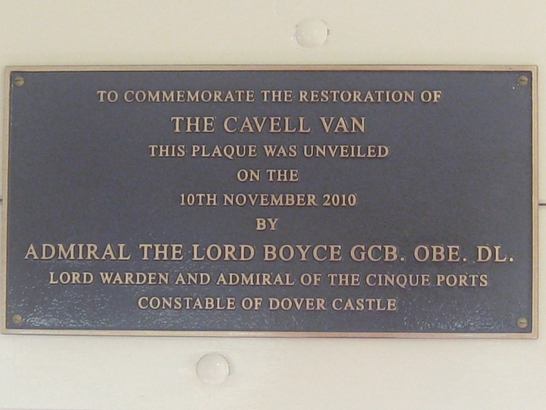 TO COMMEMORATE THE RESTORATION OF
THE CAVELL VAN
THIS PLAQUE WAS UNVEILED
ON THE
10TH NOVEMBER 2010
BY
ADMIRAL THE LORD BOYCE GCB. OBE. DL.
LORD WARDEN AND ADMIRAL OF THE CINQUE PORTS
CONSTABLE OF DOVER CASTLE